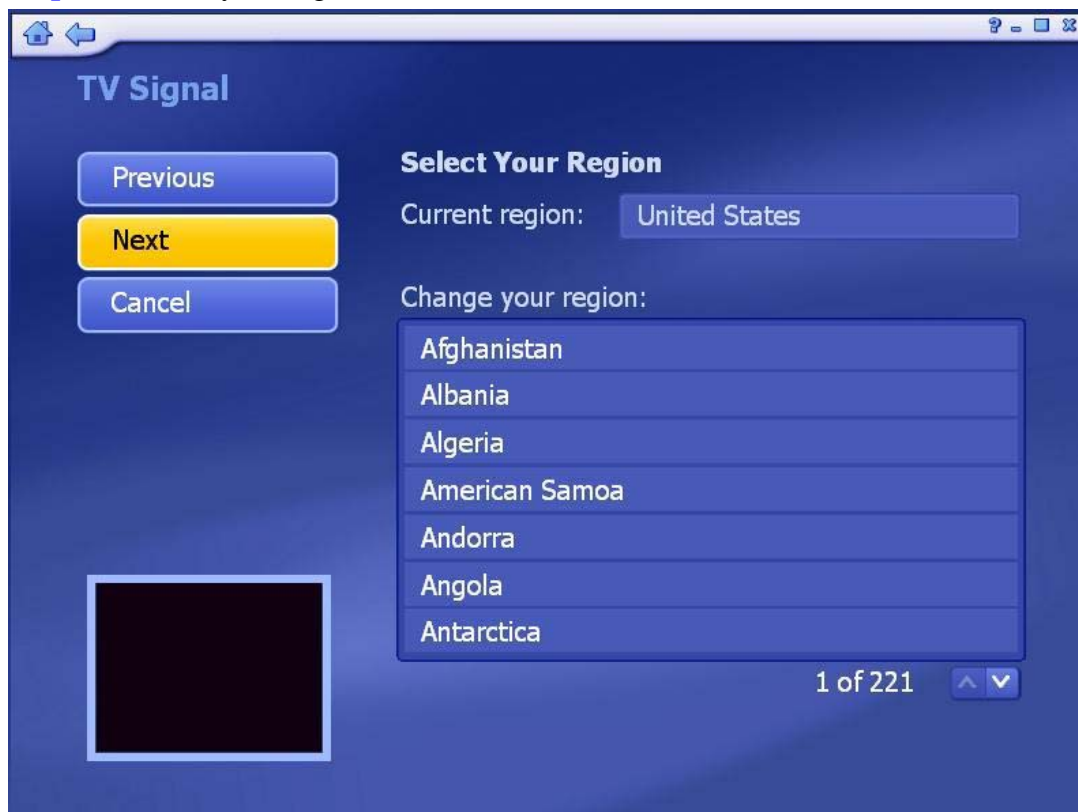 TV Signal
Previous
Next
Cancel
Select Your Region
Current region: United States
Change your region:
Afghanistan
Albania
Algeria
American Samoa
Andorra
Angola
Antarctica
1 of 221